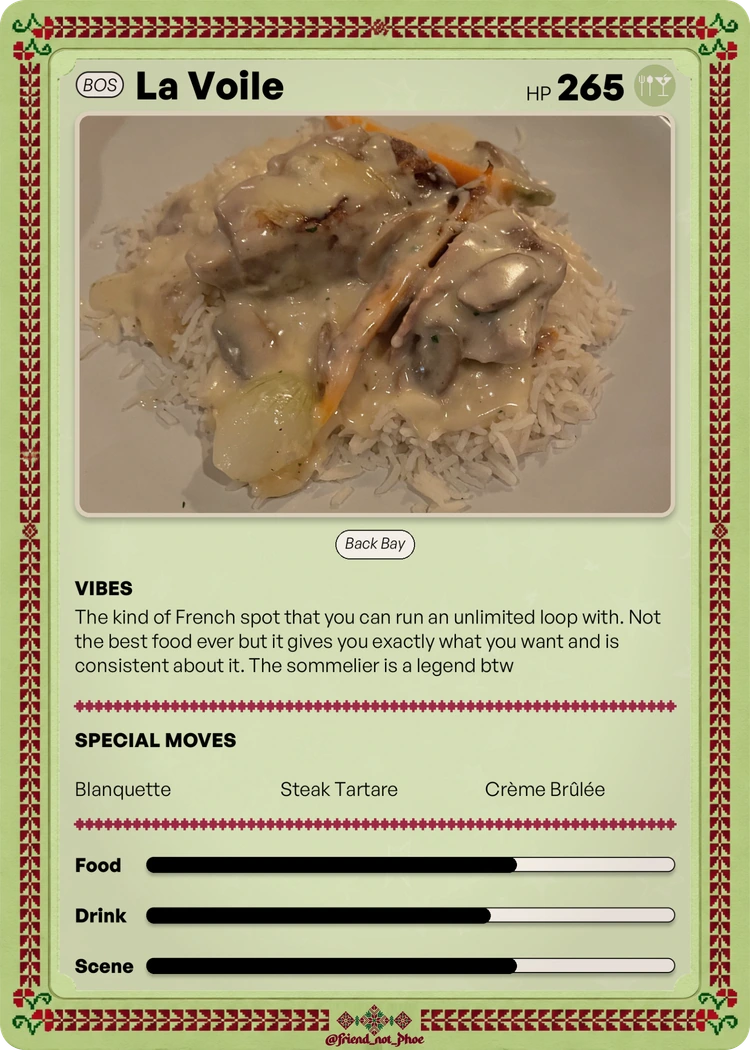 BOS La Voile HP 265
Back Bay
VIBES
The kind of French spot that you can run an unlimited loop with. Not
the best food ever but it gives you exactly what you want and is
consistent about it. The sommelier is a legend btw
SPECIAL MOVES
Blanquette Steak Tartare Crème Brûlée
Food
Drink
Scene
@friend_not_phoe